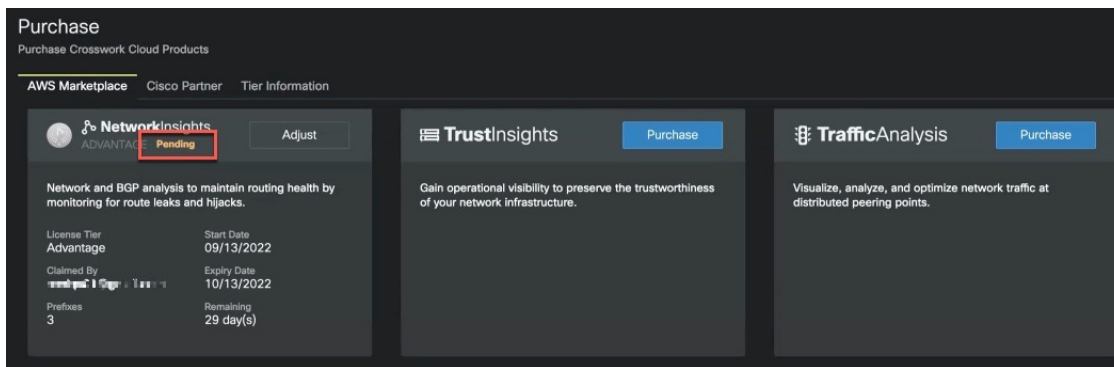 Purchase
Purchase Crosswork Cloud Products
AWS Marketplace Cisco Partner Tier Information
NetworkInsights
ADVANTAGE Pending
Adjust
Network and BGP analysis to maintain routing health by
monitoring for route leaks and hijacks.
License Tier Start Date
Advantage 09/13/2022
Claimed By Expiry Date
10/13/2022
Prefixes Remaining
3 29 day(s)
TrustInsights
Purchase
Gain operational visibility to preserve the trustworthiness
of your network infrastructure.
TrafficAnalysis
Purchase
Visualize, analyze, and optimize network traffic at
distributed peering points.